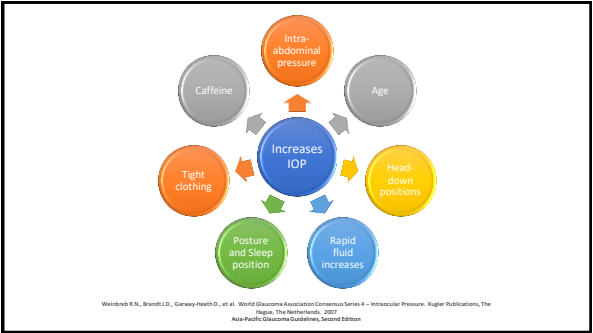 Intra-
abdominal
pressure
Caffeine
Age
Increases
IOP
Tight
clothing
Head-
down
positions
Posture
and Sleep
position
Rapid
fluid
increases
Weinbreb R.N., Brandt J.D., Garway-Heath D., et al. World Glaucoma Association Consensus Series 4 – Intraocular Pressure. Kugler Publications, The
Hague, The Netherlands. 2007
Asia-Pacific Glaucoma Guidelines, Second Edition